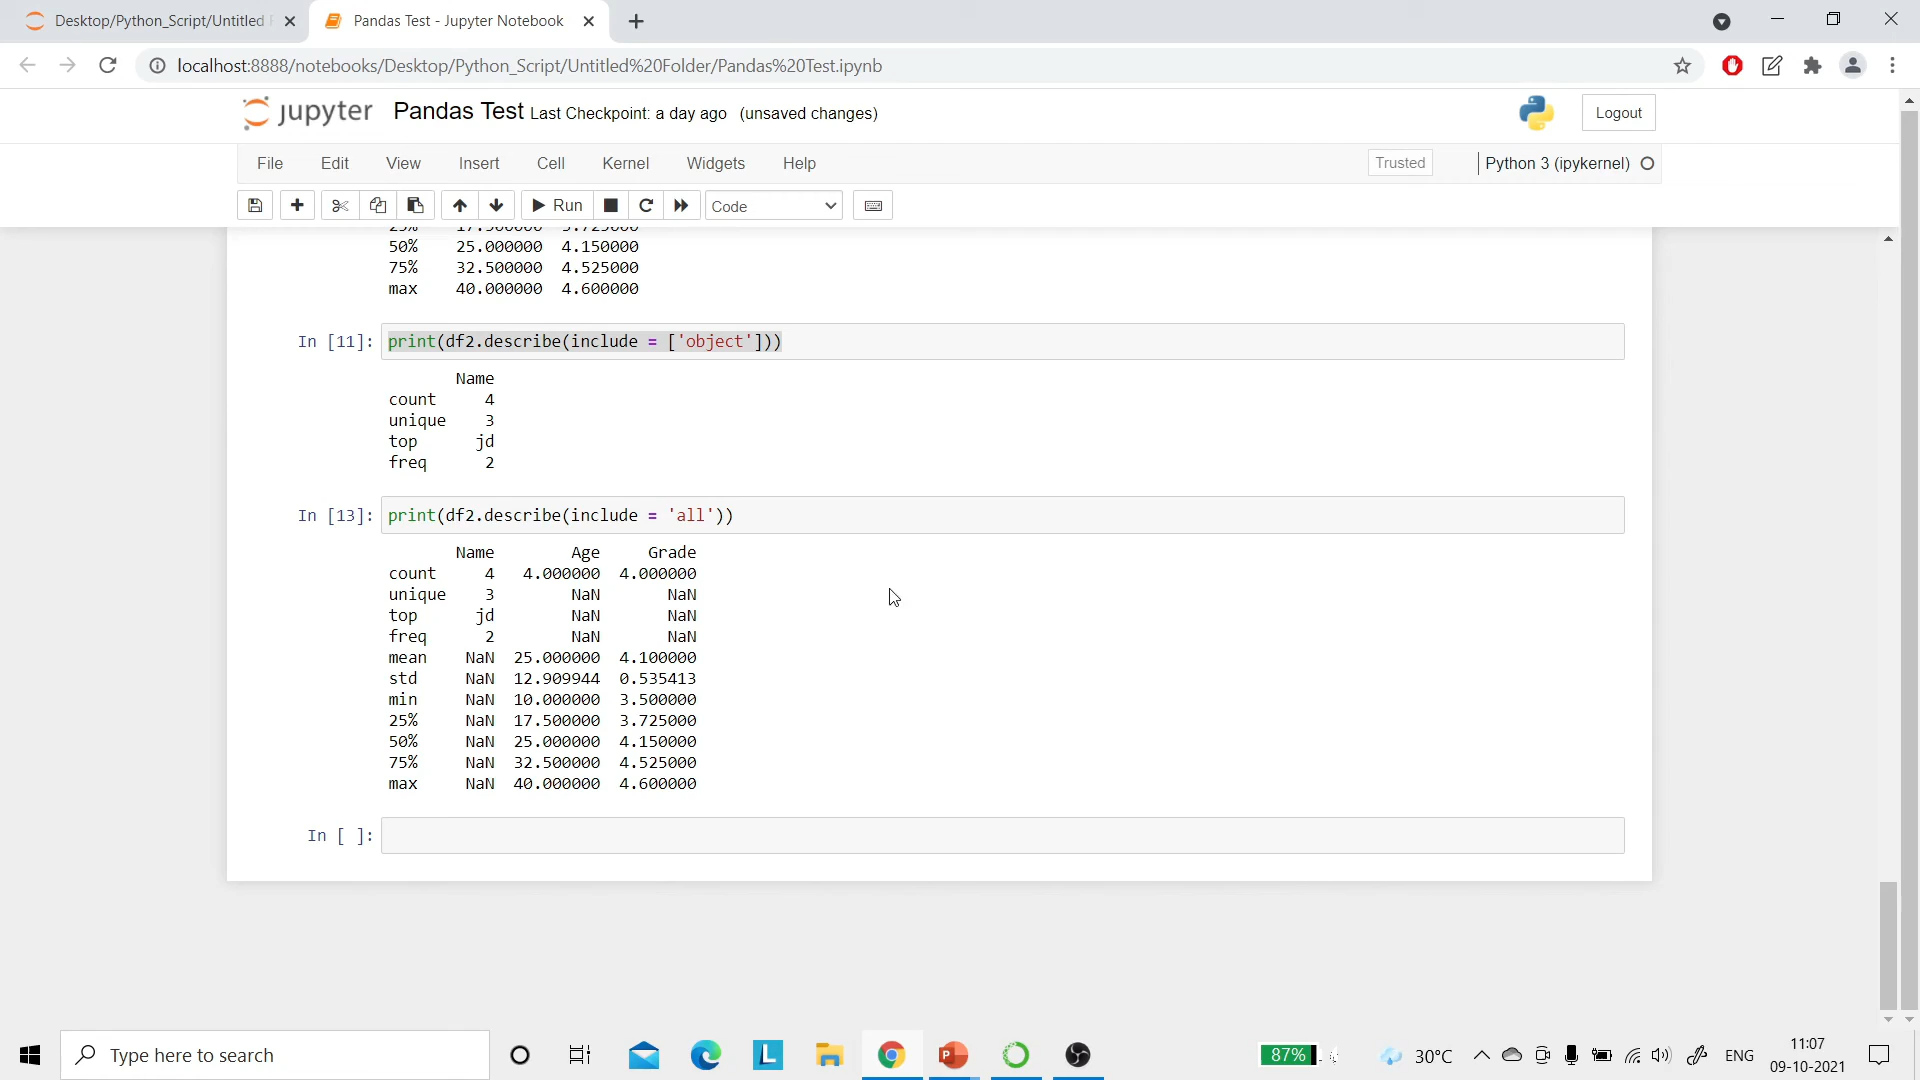 Desktop/Python_Script/Untitled F
Pandas Test - Jupyter Notebook
localhost:8888/notebooks/Desktop/Python_Script/Untitled%20Folder/Pandas%20Test.ipynb
jupyter Pandas Test Last Checkpoint: a day ago (unsaved changes)
Logout
File Edit View Insert Cell Kernel Widgets Help
Trusted
Python 3 (ipykernel)
Run
Code
25% 17.500000 3.725000
50% 25.000000 4.150000
75% 32.500000 4.525000
max 40.000000 4.600000
In [11]: print(df2.describe(include = ['object']))
Name
count 4
unique 3
top jd
freq 2
In [13]: print(df2.describe(include = 'all'))
Name Age Grade
count 4 4.000000 4.000000
unique 3 NaN NaN
top jd NaN NaN
freq 2 NaN NaN
mean NaN 25.000000 4.100000
std NaN 12.909944 0.535413
min NaN 10.000000 3.500000
25% NaN 17.500000 3.725000
50% NaN 25.000000 4.150000
75% NaN 32.500000 4.525000
max NaN 40.000000 4.600000
In [ ]:
Type here to search
L
87%
30°C
ENG
11:07
09-10-2021